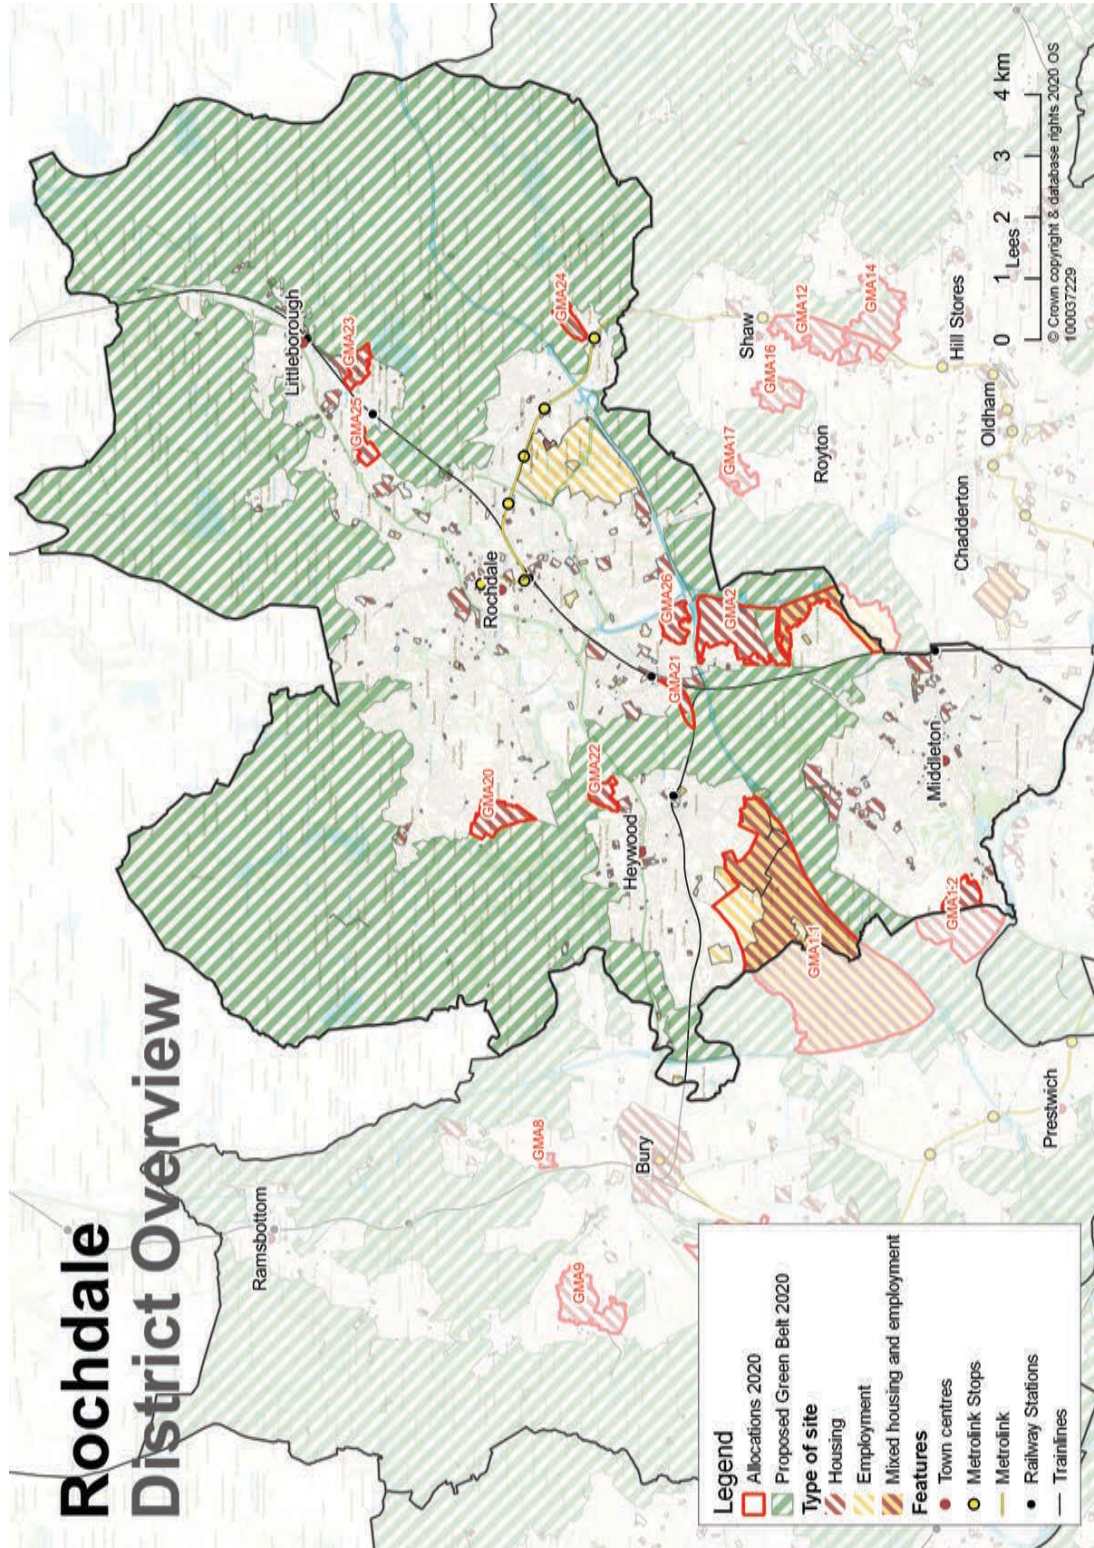 Rochdale
District Overview
Ramsbottom
Littleborough
GMA23
GMA25
GMA24
Rochdale
GMA20
GMA22
GMA26
GMA21
GMA2
Heywood
GMA8
Bury
GMA9
GMA1.1
GMA1.2
Middleton
Prestwich
Shaw
GMA12
GMA14
GMA16
GMA17
Royton
Chadderton
Oldham
Hill Stores
Lees
Legend
Allocations 2020
Proposed Green Belt 2020
Type of site
Housing
Employment
Mixed housing and employment
Features
Town centres
Metrolink Stops
Metrolink
Railway Stations
Trainlines
0 1 2 3 4 km
© Crown copyright & database rights 2020 OS
100037229